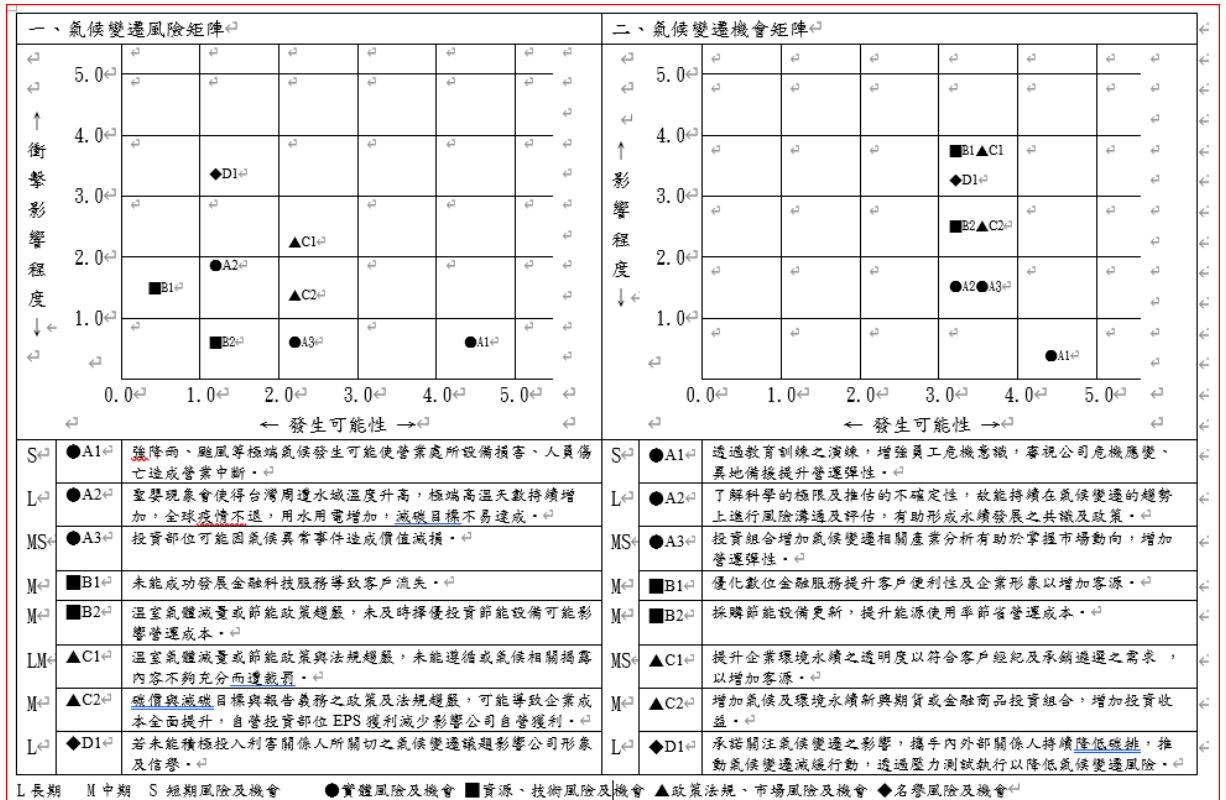 一、氣候變遷風險矩陣
二、氣候變遷機會矩陣
↑
衝擊影響程度
↓
5.0
4.0
3.0
2.0
1.0
◆D1
▲C1
●A2
■B1
▲C2
■B2
●A3
●A1
0.0 1.0 2.0 3.0 4.0 5.0
← 發生可能性 →
↑
影響程度
↓
5.0
4.0
3.0
2.0
1.0
■B1▲C1
◆D1
■B2▲C2
●A2●A3
●A1
0.0 1.0 2.0 3.0 4.0 5.0
← 發生可能性 →
S ●A1 強降雨、颱風等極端氣候發生可能使營業處所設備損害、人員傷
亡造成營業中斷。
L ●A2 聖嬰現象會使得台灣周邊水域溫度升高，極端高溫天數持續增
加，全球疫情不退，用水用電增加，減碳目標不易達成。
MS ●A3 投資部位可能因氣候異常事件造成價值減損。
M ■B1 未能成功發展金融科技服務導致客戶流失。
M ■B2 溫室氣體減量或節能政策趨嚴，未及時擇優投資節能設備可能影
響營運成本。
LM ▲C1 溫室氣體減量或節能政策與法規趨嚴，未能遵循或氣候相關揭露
內容不夠充分而遭裁罰。
M ▲C2 碳價與減碳目標與報告義務之政策及法規趨嚴，可能導致企業成
本全面提升，自營投資部位 EPS 獲利減少影響公司自營獲利。
L ◆D1 若未能積極投入利害關係人所關切之氣候變遷議題影響公司形象
及信譽。
S ●A1 透過教育訓練之演練，增強員工危機意識，審視公司危機應變、
異地備援提升營運彈性。
L ●A2 了解科學的極限及推估的不確定性，故能持續在氣候變遷的趨勢
上進行風險溝通及評估，有助形成永續發展之共識及政策。
MS ●A3 投資組合增加氣候變遷相關產業分析有助於掌握市場動向，增加
營運彈性。
M ■B1 優化數位金融服務提升客戶便利性及企業形象以增加客源。
M ■B2 採購節能設備更新，提升能源使用率節省營運成本。
MS ▲C1 提升企業環境永續之透明度以符合客戶經紀及承銷遴選之需求 ，
以增加客源。
M ▲C2 增加氣候及環境永續新興期貨或金融商品投資組合，增加投資收
益。
L ◆D1 承諾關注氣候變遷之影響，攜手內外部關係人持續降低碳排，推
動氣候變遷減緩行動，透過壓力測試執行以降低氣候變遷風險。
L 長期 M 中期 S 短期風險及機會 ●實體風險及機會 ■資源、技術風險及機會 ▲政策法規、市場風險及機會 ◆名譽風險及機會